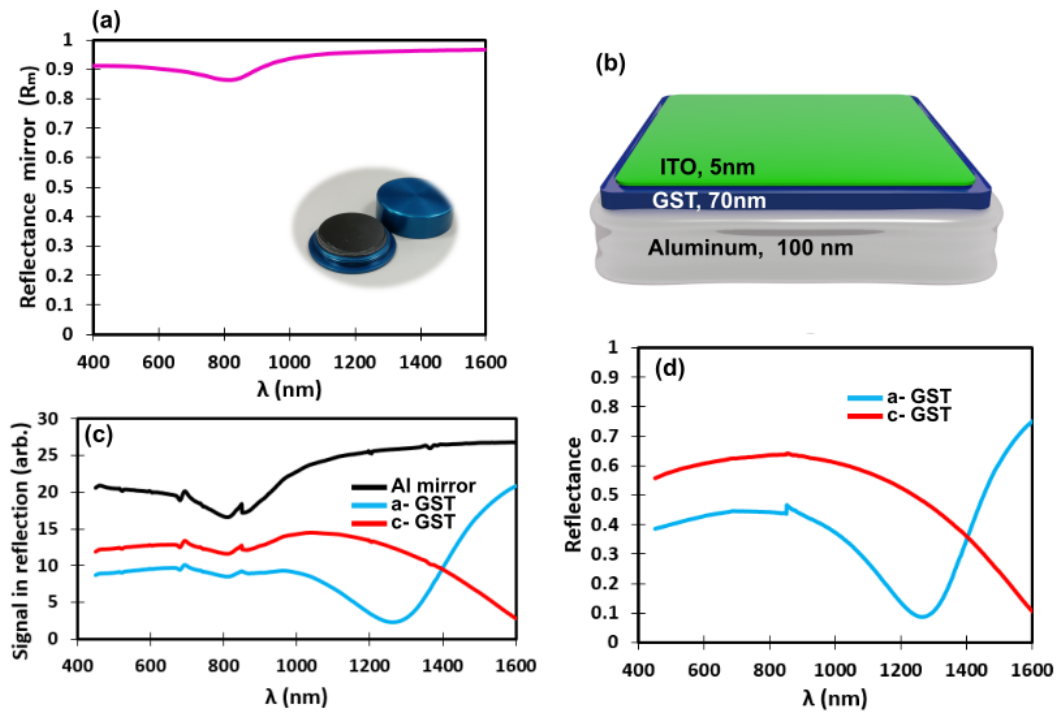 (a)
Reflectance mirror (Rₘ)
1
0.9
0.8
0.7
0.6
0.5
0.4
0.3
0.2
0.1
0
400 600 800 1000 1200 1400 1600
λ (nm)
(b)
ITO, 5nm
GST, 70nm
Aluminum, 100 nm
(c)
Signal in reflection (arb.)
30
25
20
15
10
5
0
Al mirror
a- GST
c- GST
400 600 800 1000 1200 1400 1600
λ (nm)
(d)
Reflectance
1
0.9
0.8
0.7
0.6
0.5
0.4
0.3
0.2
0.1
0
a- GST
c- GST
400 600 800 1000 1200 1400 1600
λ (nm)